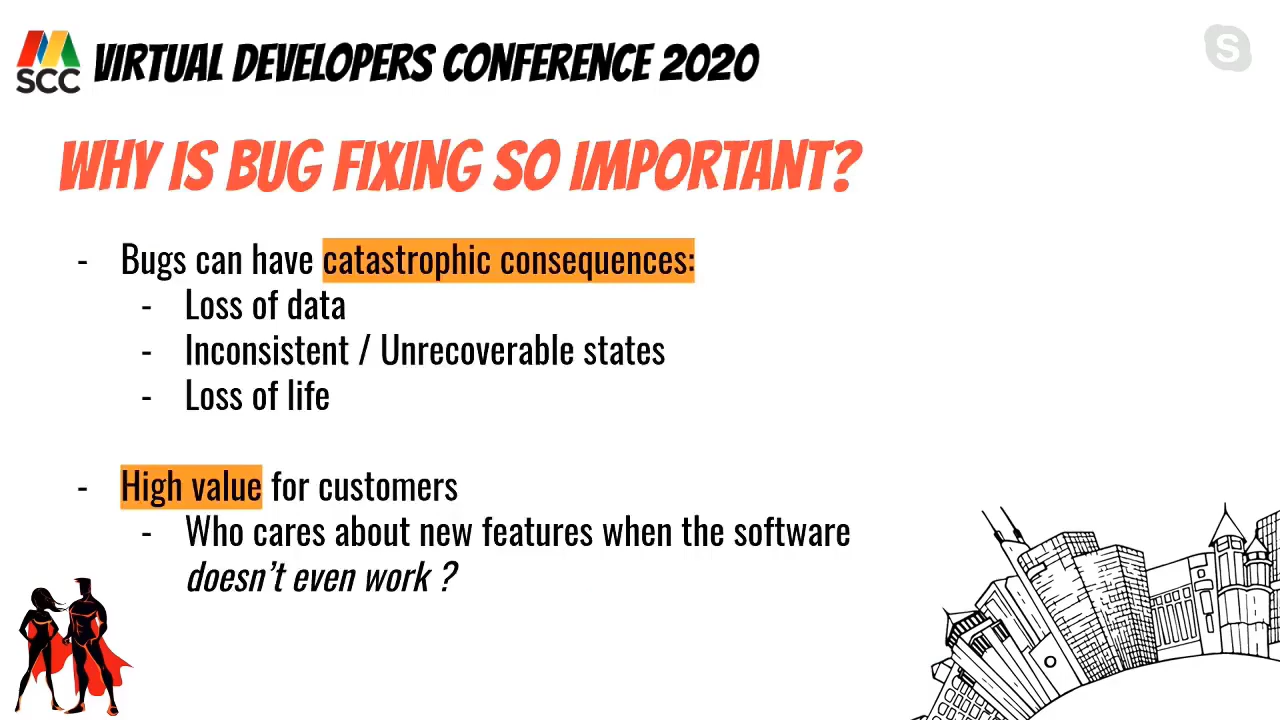 SCC VIRTUAL DEVELOPERS CONFERENCE 2020
S
WHY IS BUG FIXING SO IMPORTANT?
- Bugs can have catastrophic consequences:
- Loss of data
- Inconsistent / Unrecoverable states
- Loss of life
- High value for customers
- Who cares about new features when the software
doesn't even work ?